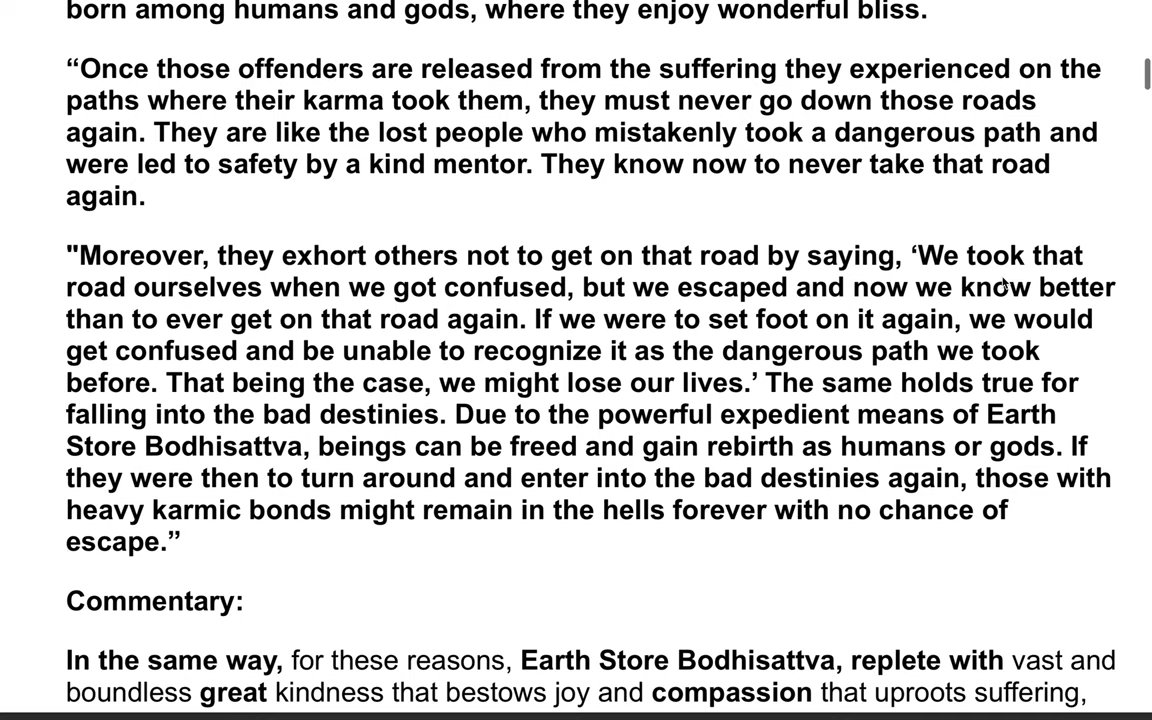 born among humans and gods, where they enjoy wonderful bliss.
“Once those offenders are released from the suffering they experienced on the
paths where their karma took them, they must never go down those roads
again. They are like the lost people who mistakenly took a dangerous path and
were led to safety by a kind mentor. They know now to never take that road
again.
"Moreover, they exhort others not to get on that road by saying, ‘We took that
road ourselves when we got confused, but we escaped and now we know better
than to ever get on that road again. If we were to set foot on it again, we would
get confused and be unable to recognize it as the dangerous path we took
before. That being the case, we might lose our lives.’ The same holds true for
falling into the bad destinies. Due to the powerful expedient means of Earth
Store Bodhisattva, beings can be freed and gain rebirth as humans or gods. If
they were then to turn around and enter into the bad destinies again, those with
heavy karmic bonds might remain in the hells forever with no chance of
escape.”
Commentary:
In the same way, for these reasons, Earth Store Bodhisattva, replete with vast and
boundless great kindness that bestows joy and compassion that uproots suffering,